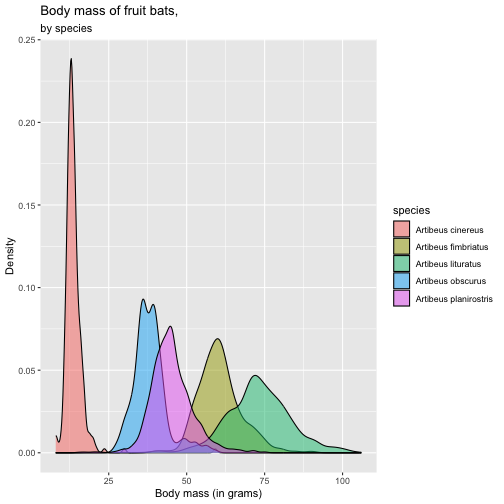 Body mass of fruit bats,
by species
0.25
0.20
0.15
0.10
0.05
0.00
Density
25
50
75
100
Body mass (in grams)
species
Artibeus cinereus
Artibeus fimbriatus
Artibeus lituratus
Artibeus obscurus
Artibeus planirostris